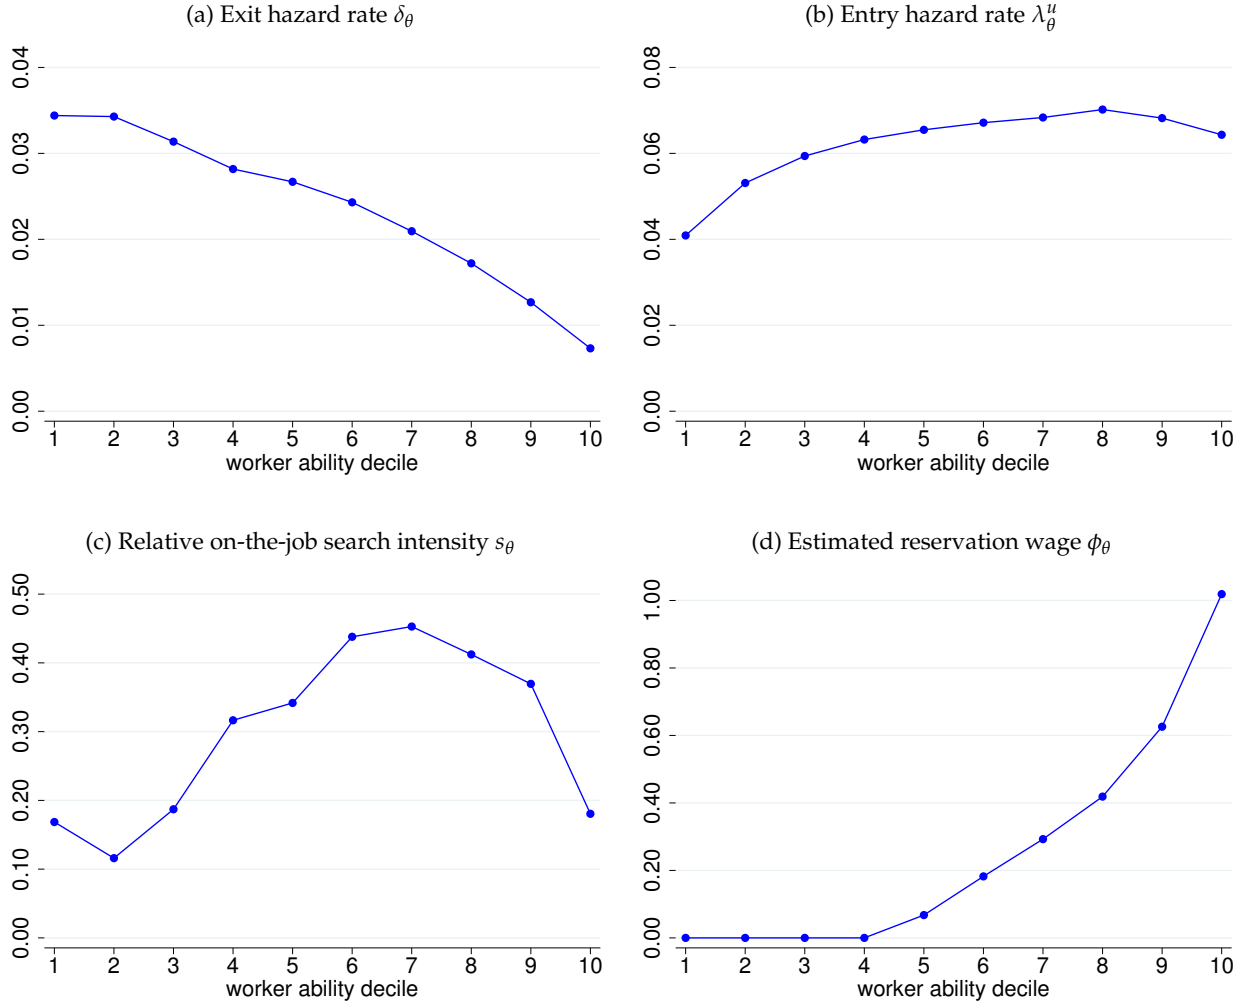 (a) Exit hazard rate δ_θ
0.04
0.03
0.02
0.01
0.00
1 2 3 4 5 6 7 8 9 10
worker ability decile
(b) Entry hazard rate λ_θ^u
0.08
0.06
0.04
0.02
0.00
1 2 3 4 5 6 7 8 9 10
worker ability decile
(c) Relative on-the-job search intensity s_θ
0.50
0.40
0.30
0.20
0.10
0.00
1 2 3 4 5 6 7 8 9 10
worker ability decile
(d) Estimated reservation wage ϕ_θ
1.00
0.80
0.60
0.40
0.20
0.00
1 2 3 4 5 6 7 8 9 10
worker ability decile